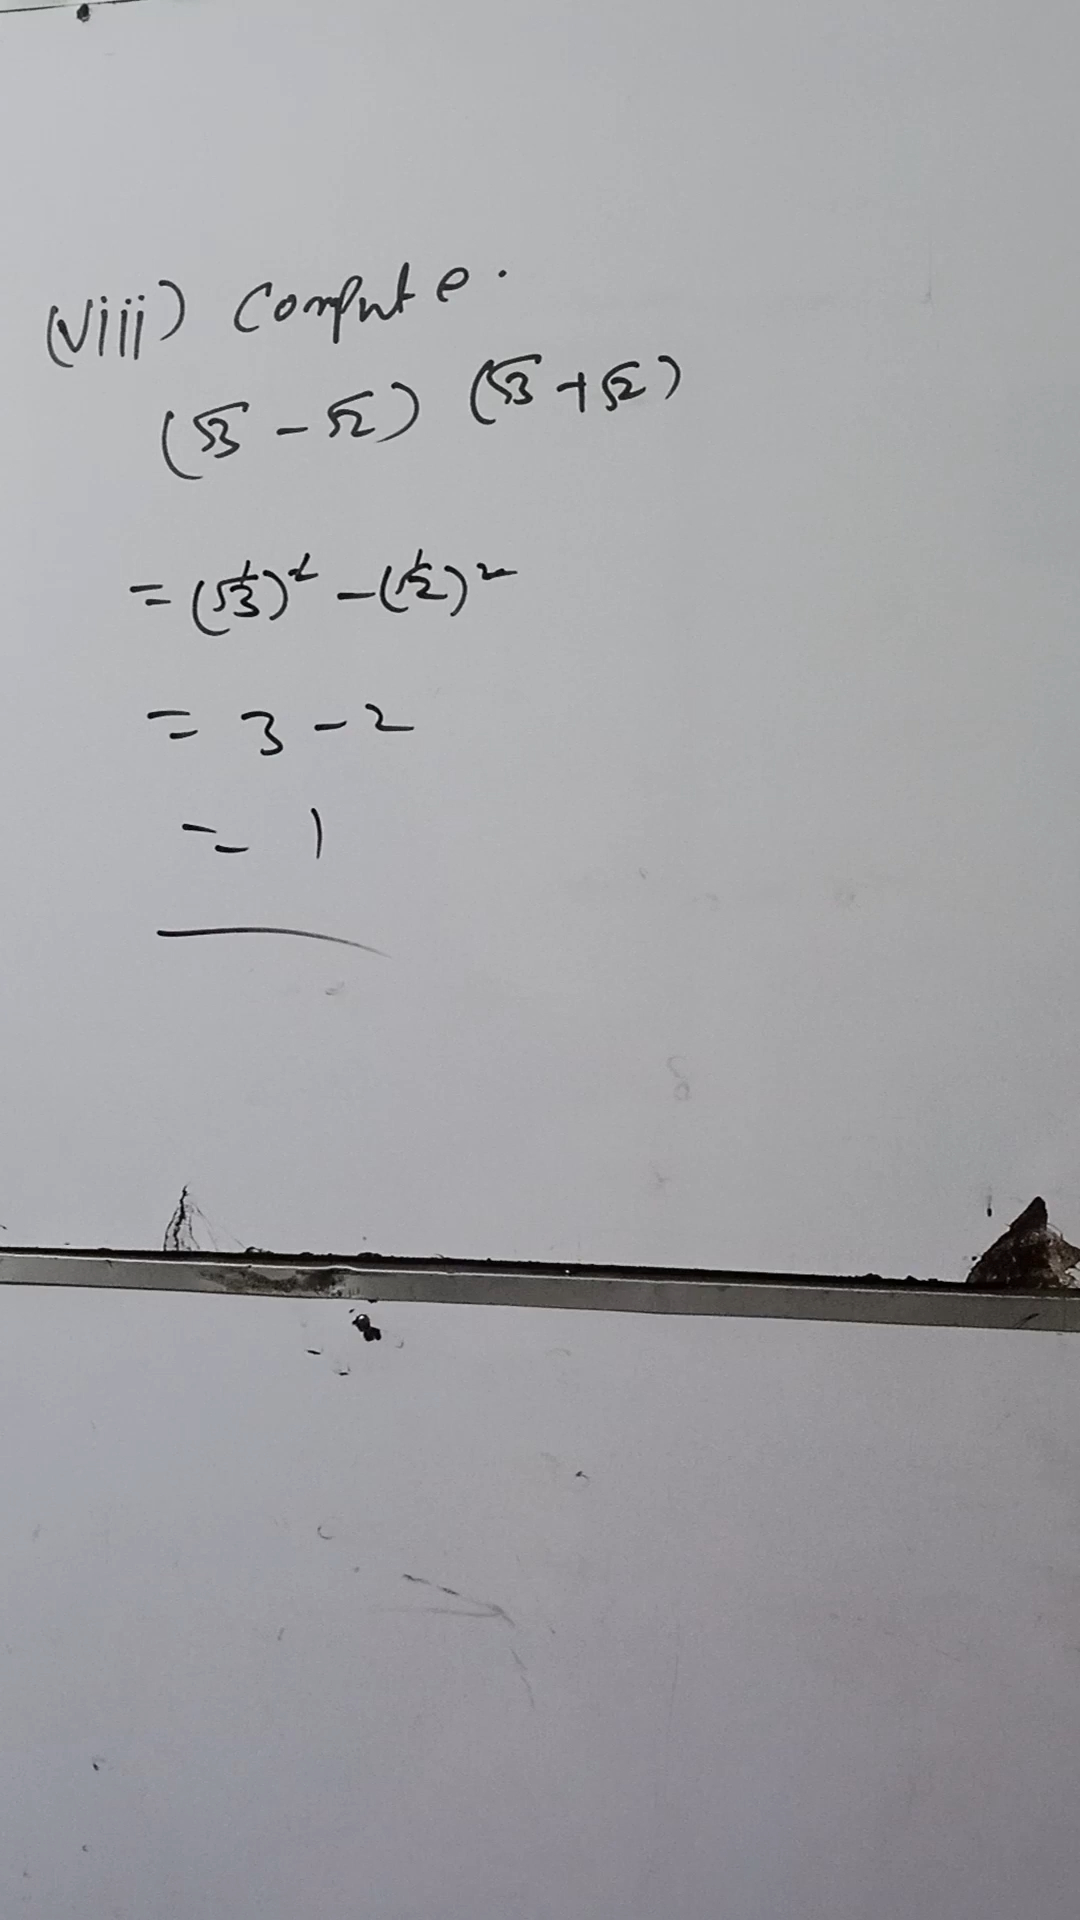 (viii) Compute.
(√3 - √2) (√3 + √2)
= (√3)² - (√2)²
= 3 - 2
= 1